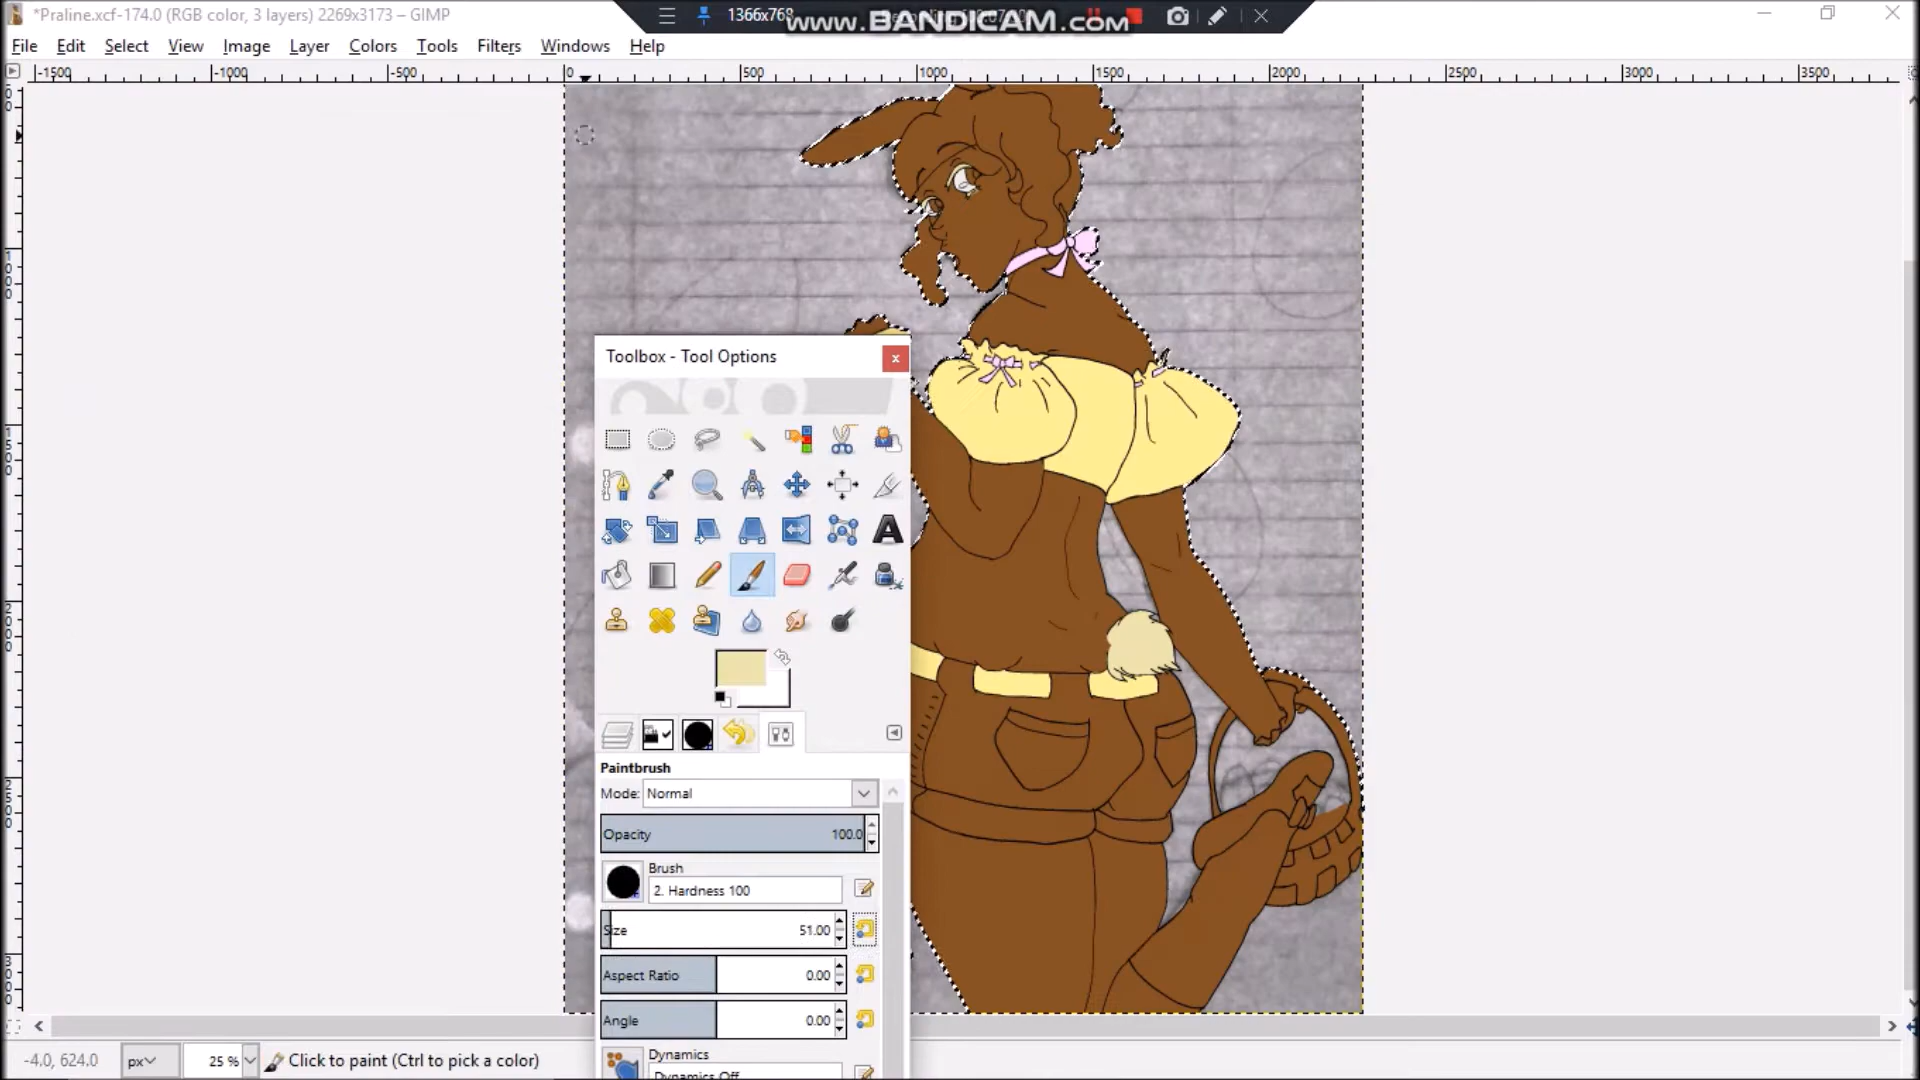 *Praline.xcf-174.0 (RGB color, 3 layers) 2269x3173 – GIMP
1366x768
www.BANDICAM.com
File Edit Select View Image Layer Colors Tools Filters Windows Help
-1500 -1000 -500 0 500 1000 1500 2000 2500 3000 3500
Toolbox - Tool Options
Paintbrush
Mode: Normal
Opacity 100.0
Brush
2. Hardness 100
Size 51.00
Aspect Ratio 0.00
Angle 0.00
Dynamics
Dynamics Off
-4.0, 624.0 px 25 % Click to paint (Ctrl to pick a color)